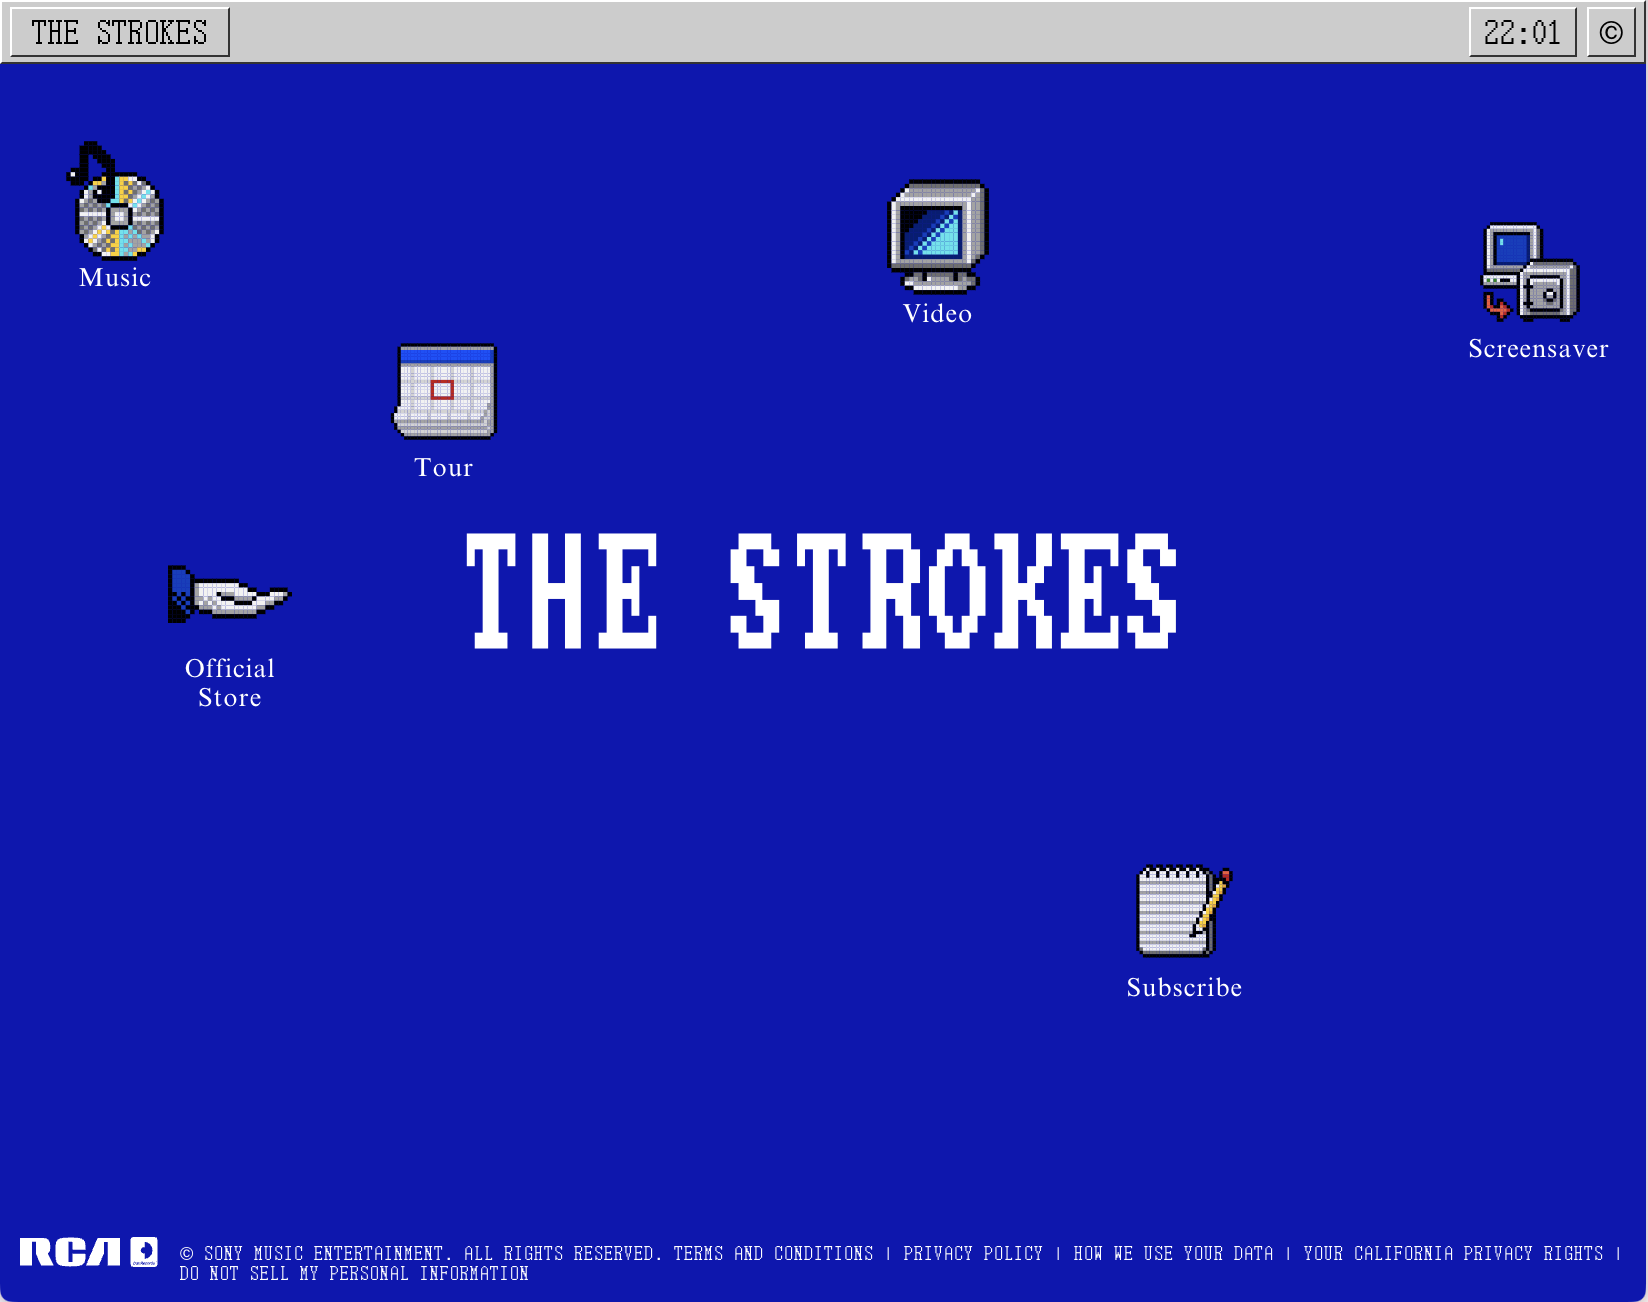 THE STROKES
22:01
©
Music
Video
Screensaver
Tour
THE STROKES
Official
Store
Subscribe
RCA
© SONY MUSIC ENTERTAINMENT. ALL RIGHTS RESERVED. TERMS AND CONDITIONS | PRIVACY POLICY | HOW WE USE YOUR DATA | YOUR CALIFORNIA PRIVACY RIGHTS |
DO NOT SELL MY PERSONAL INFORMATION